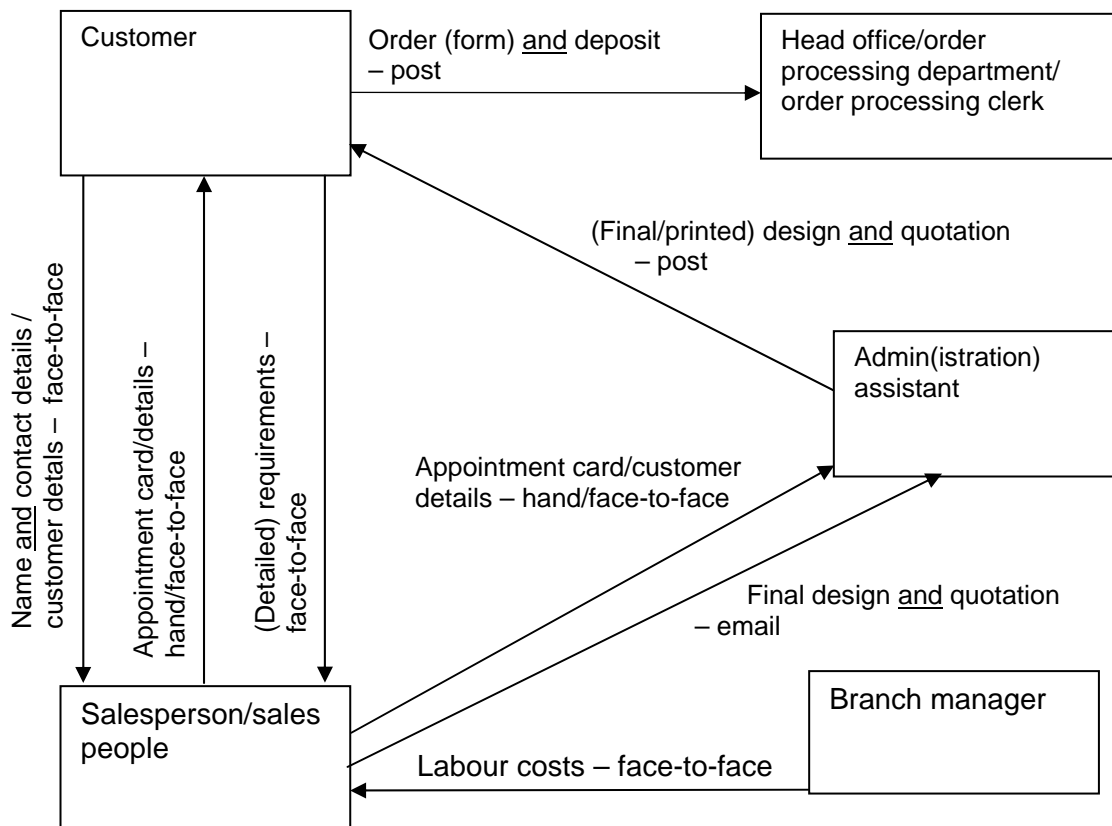 Customer
Order (form) and deposit
– post
Head office/order
processing department/
order processing clerk
(Final/printed) design and quotation
– post
Name and contact details /
customer detals – face-to-face
Appointment card/details –
hand/face-to-face
(Detailed) requirements –
face-to-face
Admin(istration)
assistant
Appointment card/customer
details – hand/face-to-face
Final design and quotation
– email
Salesperson/sales
people
Branch manager
Labour costs – face-to-face